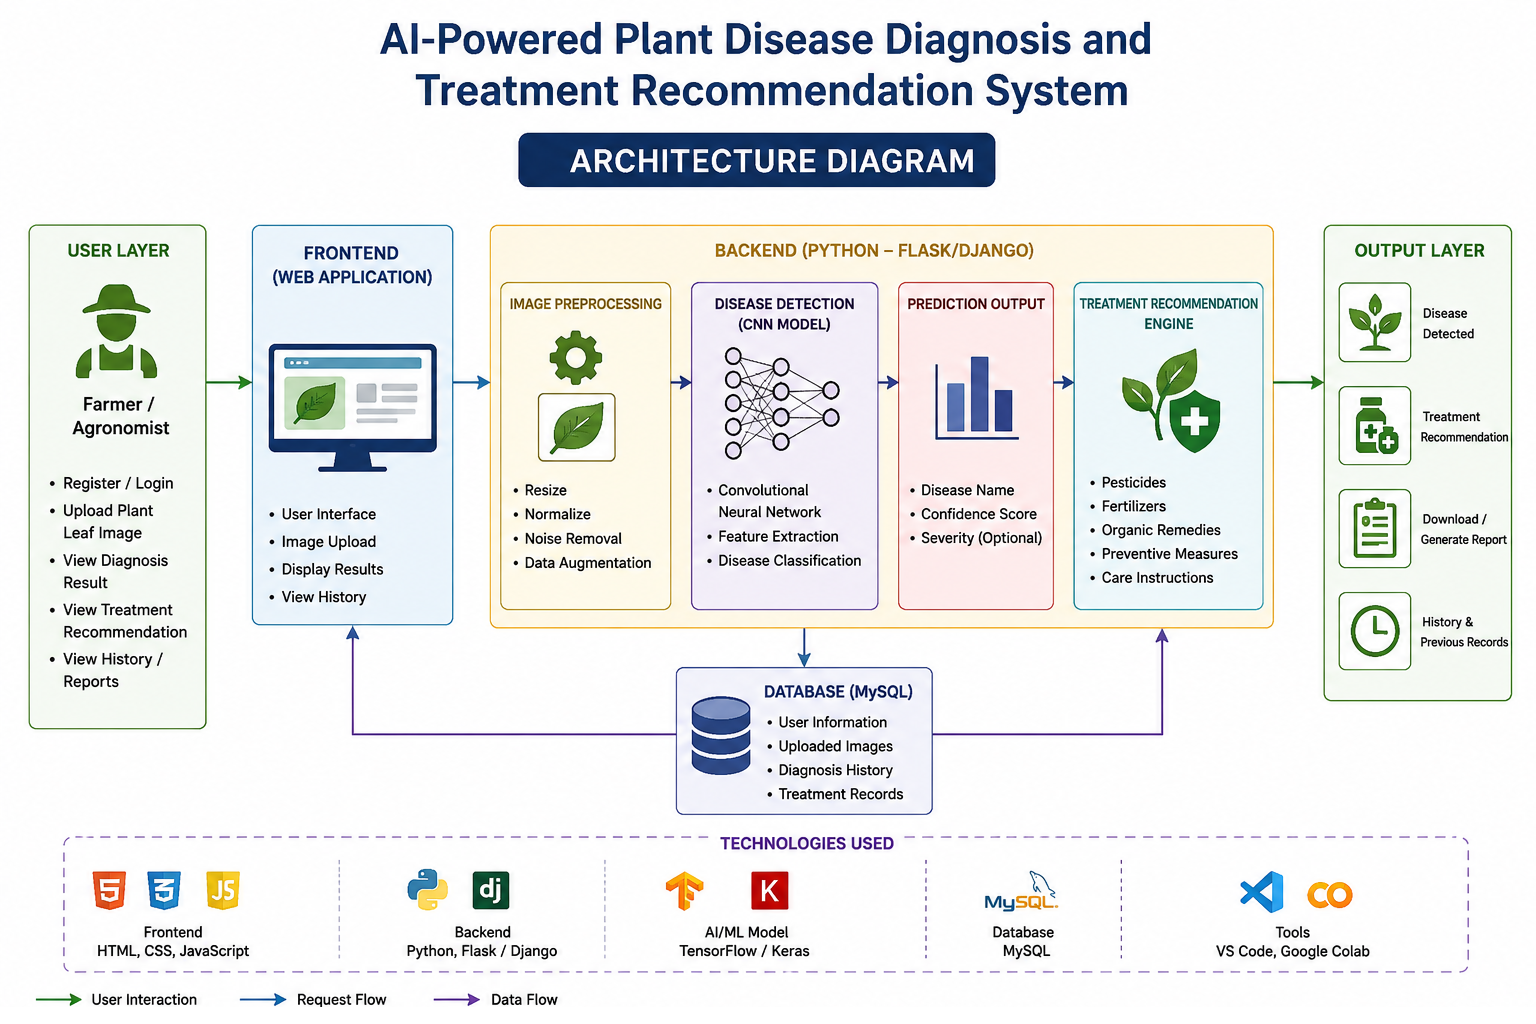 AI-Powered Plant Disease Diagnosis and
Treatment Recommendation System
ARCHITECTURE DIAGRAM
USER LAYER
Farmer /
Agronomist
• Register / Login
• Upload Plant
Leaf Image
• View Diagnosis
Result
• View Treatment
Recommendation
• View History /
Reports
FRONTEND
(WEB APPLICATION)
• User Interface
• Image Upload
• Display Results
• View History
BACKEND (PYTHON – FLASK/DJANGO)
IMAGE PREPROCESSING
• Resize
• Normalize
• Noise Removal
• Data Augmentation
DISEASE DETECTION
(CNN MODEL)
• Convolutional
Neural Network
• Feature Extraction
• Disease Classification
PREDICTION OUTPUT
• Disease Name
• Confidence Score
• Severity (Optional)
TREATMENT RECOMMENDATION
ENGINE
• Pesticides
• Fertilizers
• Organic Remedies
• Preventive Measures
• Care Instructions
OUTPUT LAYER
Disease
Detected
Treatment
Recommendation
Download /
Generate Report
History &
Previous Records
DATABASE (MySQL)
• User Information
• Uploaded Images
• Diagnosis History
• Treatment Records
TECHNOLOGIES USED
5
3
JS
Frontend
HTML, CSS, JavaScript
dj
Backend
Python, Flask / Django
K
AI/ML Model
TensorFlow / Keras
MySQL.
Database
MySQL
CO
Tools
VS Code, Google Colab
User Interaction
Request Flow
Data Flow